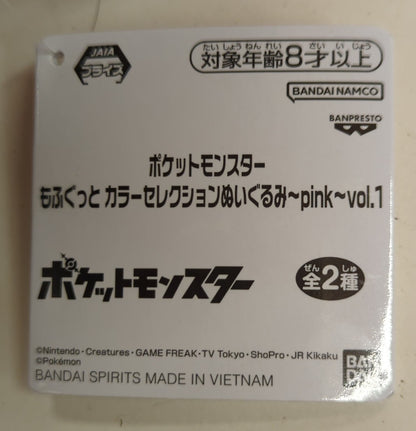 JAIA
プライズ
たいしょうねんれい さい いじょう
対象年齢8才以上
BANDAI NAMCO
BANPRESTO
ポケットモンスター
もふぐっと カラーセレクションぬいぐるみ～pink～vol.1
ポケットモンスター
ぜん しゅ
全2種
©Nintendo・Creatures・GAME FREAK・TV Tokyo・ShoPro・JR Kikaku
©Pokémon
BANDAI SPIRITS MADE IN VIETNAM